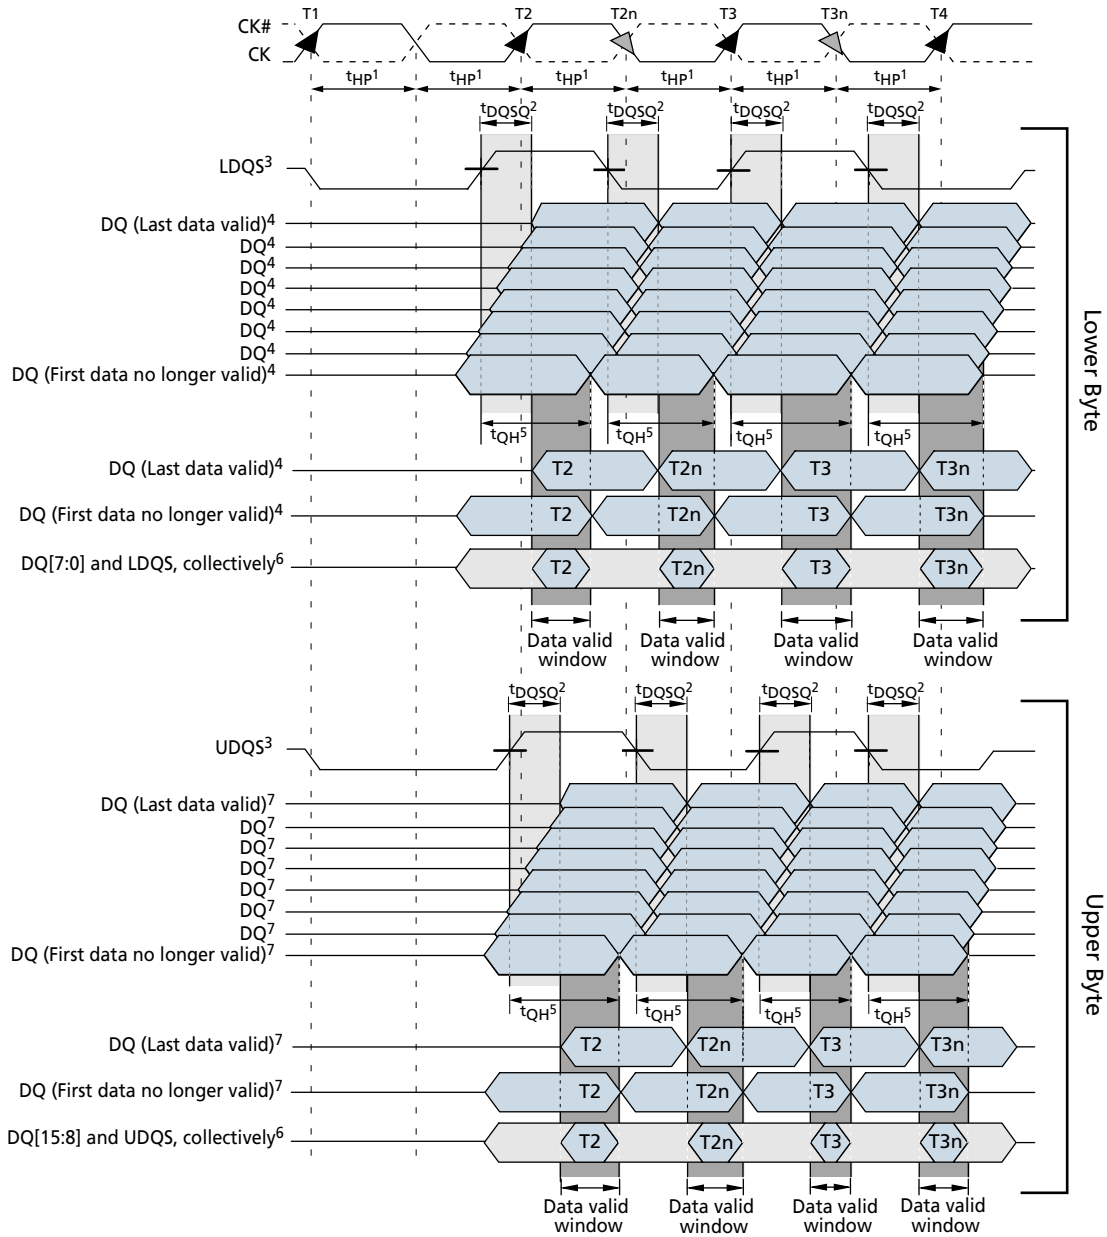 T1 T2 T2n T3 T3n T4
CK#
CK
tHP1 tHP1 tHP1 tHP1 tHP1 tHP1
tDQSQ2 tDQSQ2 tDQSQ2 tDQSQ2
LDQS3
DQ (Last data valid)4
DQ4
DQ4
DQ4
DQ4
DQ4
DQ4
DQ (First data no longer valid)4
Lower Byte
tQH5 tQH5 tQH5 tQH5
DQ (Last data valid)4 T2 T2n T3 T3n
DQ (First data no longer valid)4 T2 T2n T3 T3n
DQ[7:0] and LDQS, collectively6 T2 T2n T3 T3n
Data valid Data valid Data valid Data valid
window window window window
tDQSQ2 tDQSQ2 tDQSQ2 tDQSQ2
UDQS3
DQ (Last data valid)7
DQ7
DQ7
DQ7
DQ7
DQ7
DQ7
DQ (First data no longer valid)7
Upper Byte
tQH5 tQH5 tQH5 tQH5
DQ (Last data valid)7 T2 T2n T3 T3n
DQ (First data no longer valid)7 T2 T2n T3 T3n
DQ[15:8] and UDQS, collectively6 T2 T2n T3 T3n
Data valid Data valid Data valid Data valid
window window window window